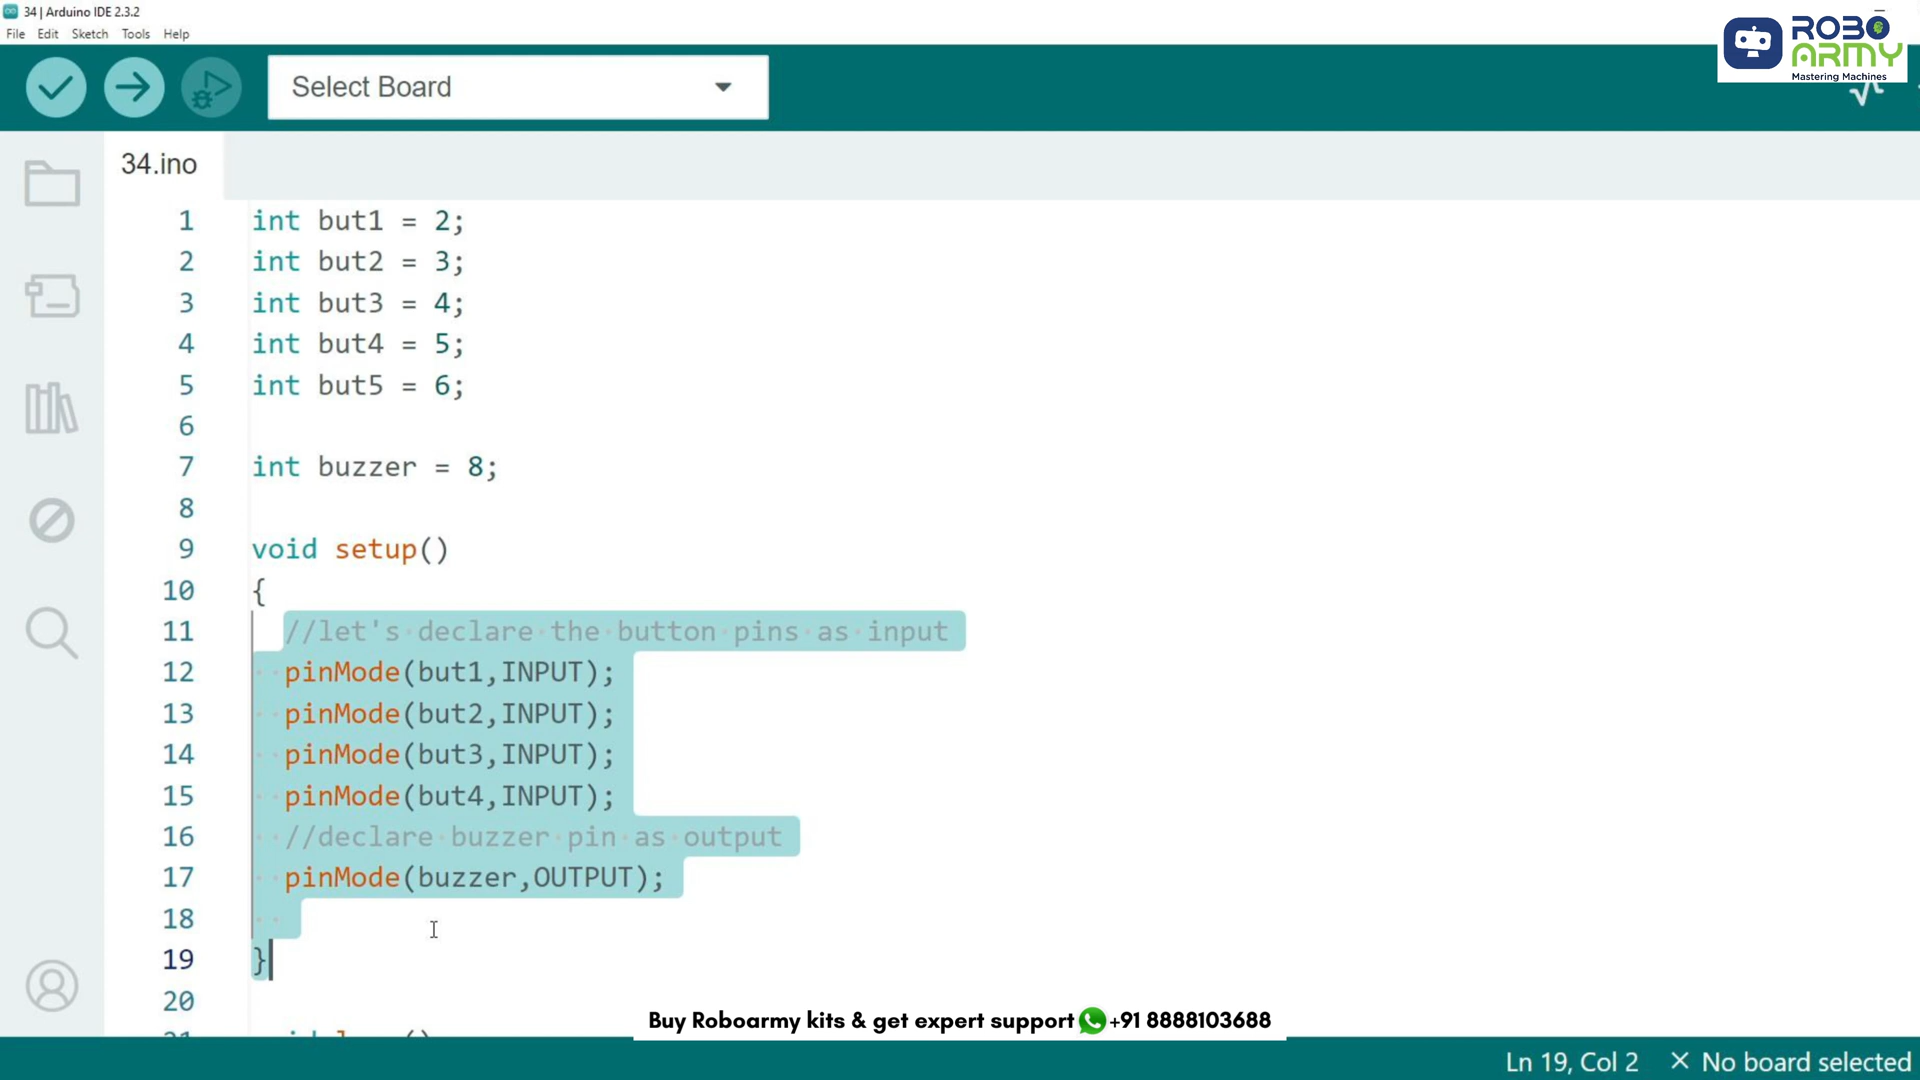 34 | Arduino IDE 2.3.2
File Edit Sketch Tools Help
ROBO
ARMY
Mastering Machines
Select Board
34.ino
1 int but1 = 2;
2 int but2 = 3;
3 int but3 = 4;
4 int but4 = 5;
5 int but5 = 6;
6
7 int buzzer = 8;
8
9 void setup()
10 {
11 //let's declare the button pins as input
12 pinMode(but1,INPUT);
13 pinMode(but2,INPUT);
14 pinMode(but3,INPUT);
15 pinMode(but4,INPUT);
16 //declare buzzer pin as output
17 pinMode(buzzer,OUTPUT);
18
19 }
20
Buy Roboarmy kits & get expert support +91 8888103688
Ln 19, Col 2 × No board selected